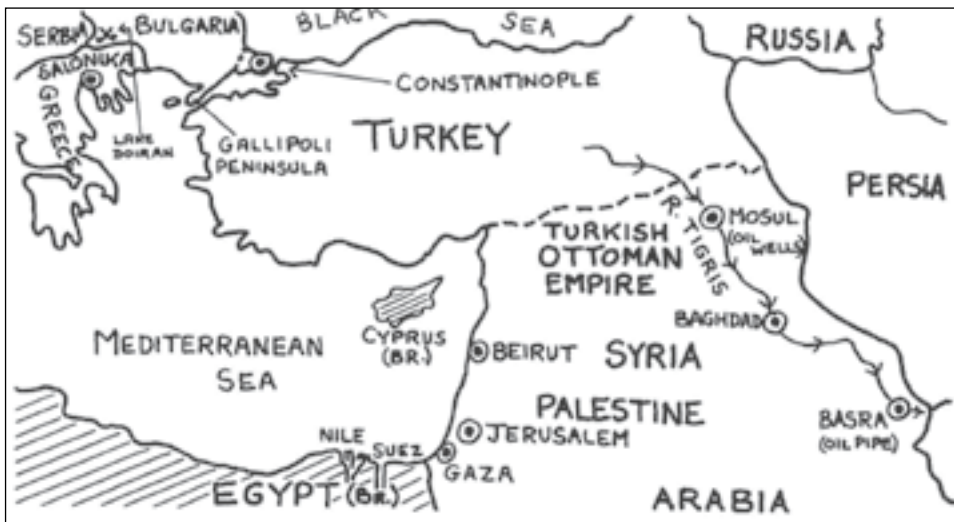 BLACK
SEA
SERBIA
BULGARIA
RUSSIA
SALONIKA
CONSTANTINOPLE
GREECE
LAKE
DOIRAN
GALLIPOLI
PENINSULA
TURKEY
PERSIA
R. TIGRIS
MOSUL
(OIL
WELLS)
TURKISH
OTTOMAN
EMPIRE
CYPRUS
(BR.)
BAGHDAD
MEDITERRANEAN
SEA
BEIRUT
SYRIA
PALESTINE
BASRA
(OIL PIPE)
JERUSALEM
NILE
SUEZ
GAZA
EGYPT (BR.)
ARABIA